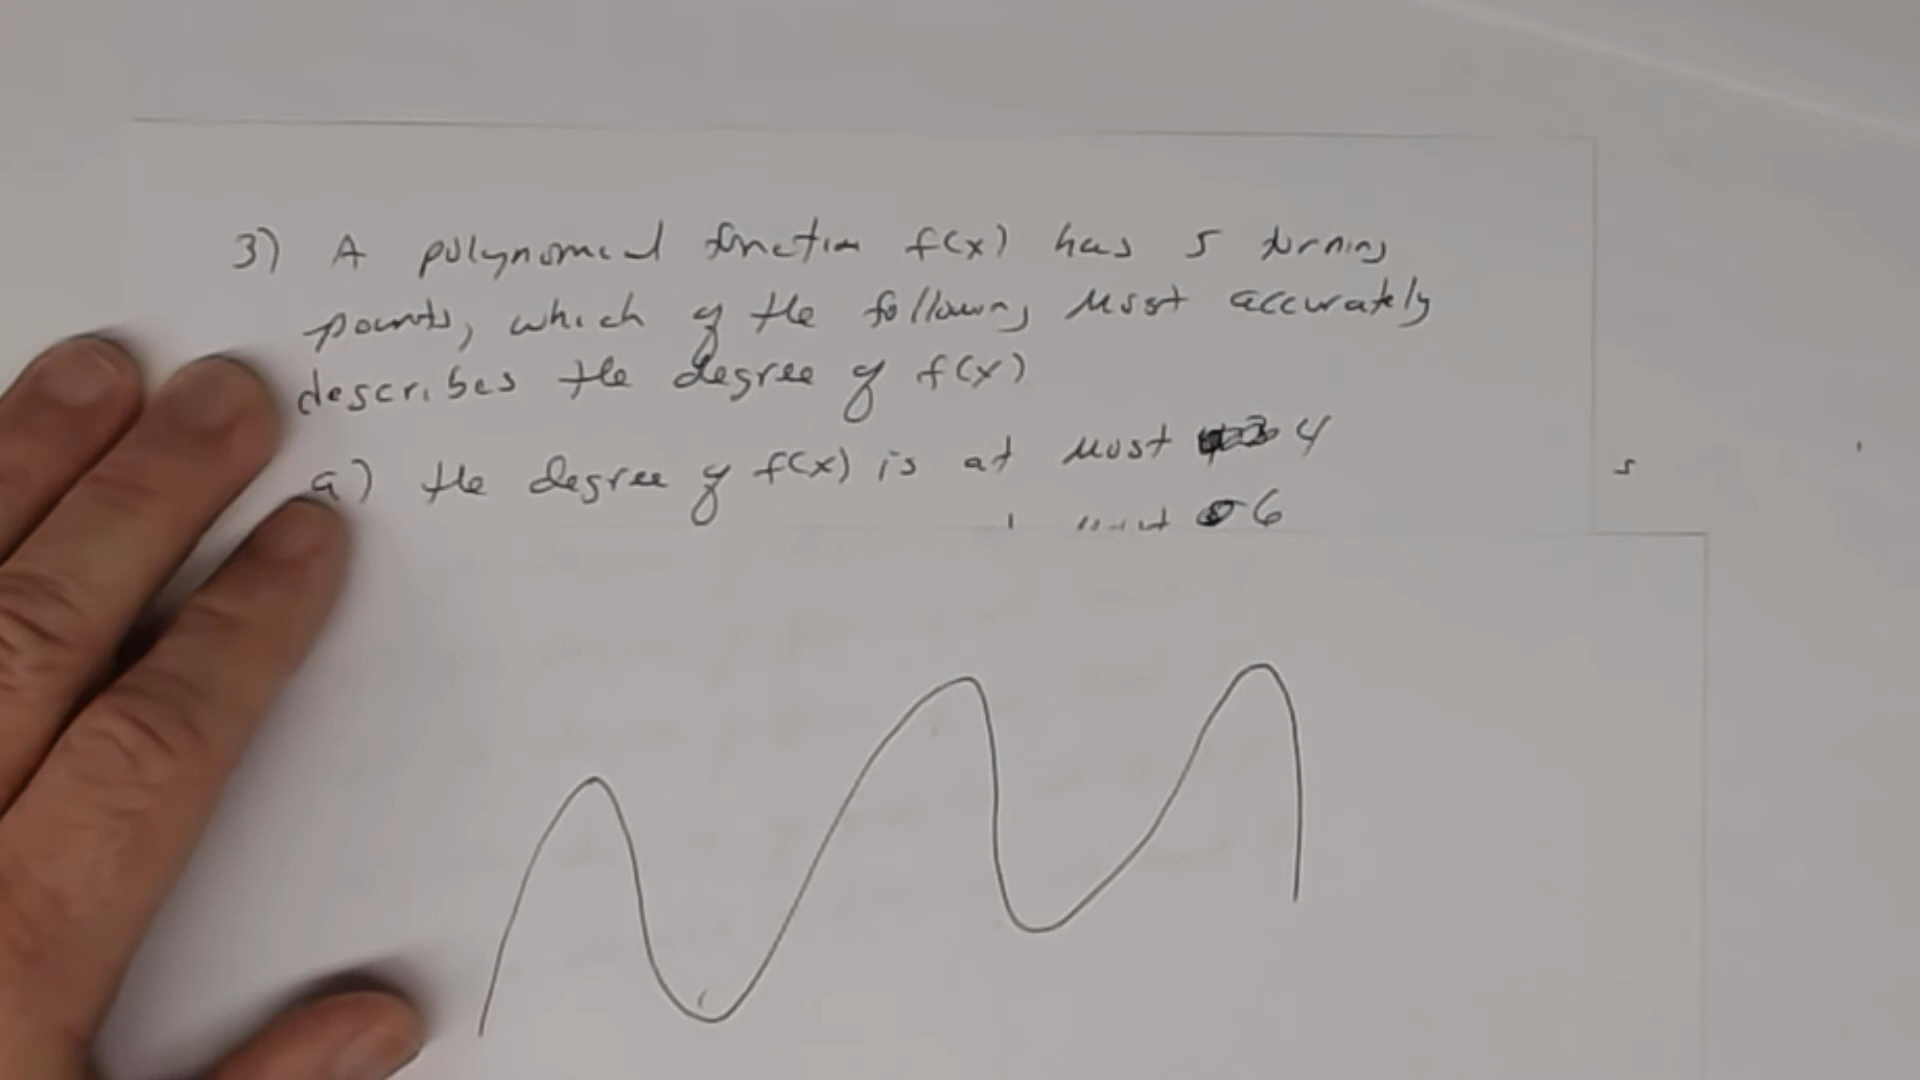 3) A polynomial function f(x) has 5 turning
points, which of the following most accurately
describes the degree of f(x)
a) the degree of f(x) is at most 4
6
5